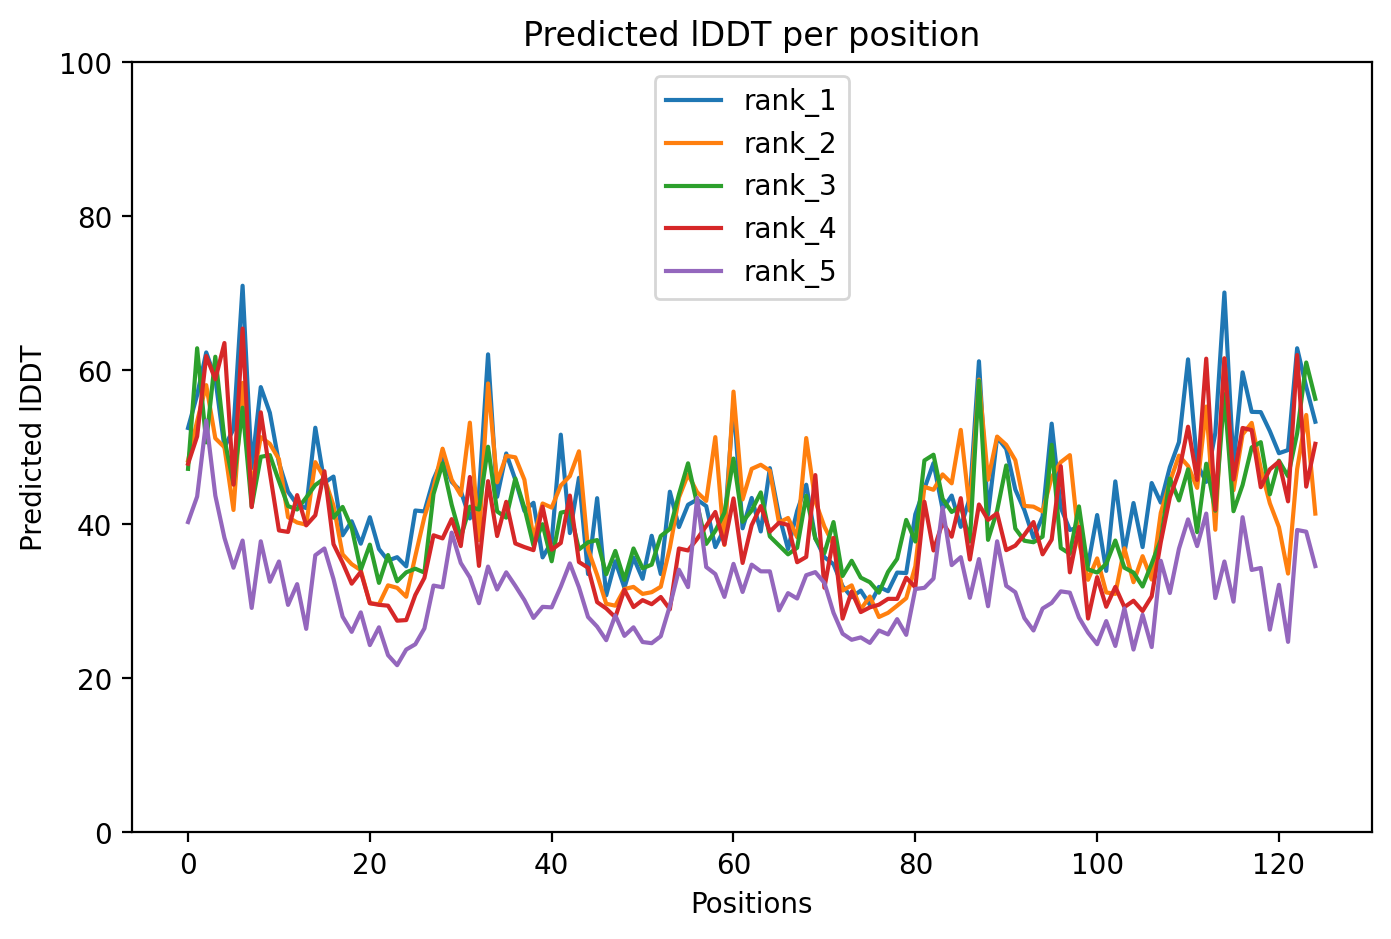 Predicted lDDT per position
100
80
60
40
20
0
Predicted lDDT
rank_1
rank_2
rank_3
rank_4
rank_5
0 20 40 60 80 100 120
Positions